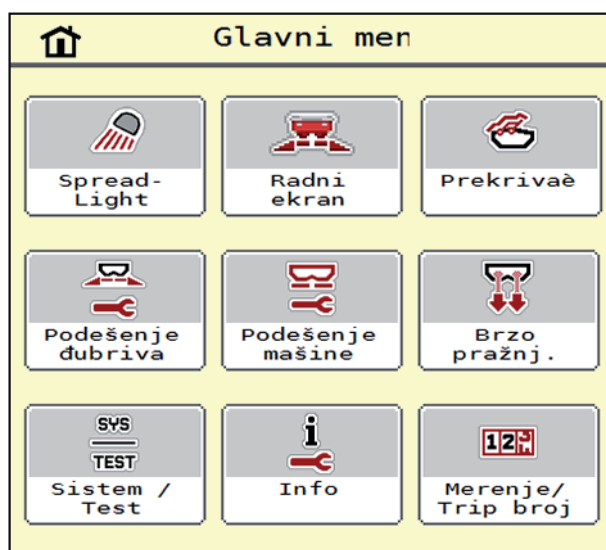 Glavni men
Spread-
Light
Radni
ekran
Prekrivaè
Podešenje
đubriva
Podešenje
mašine
Brzo
pražnj.
SYS
TEST
Sistem /
Test
i
Info
12
Merenje/
Trip broj